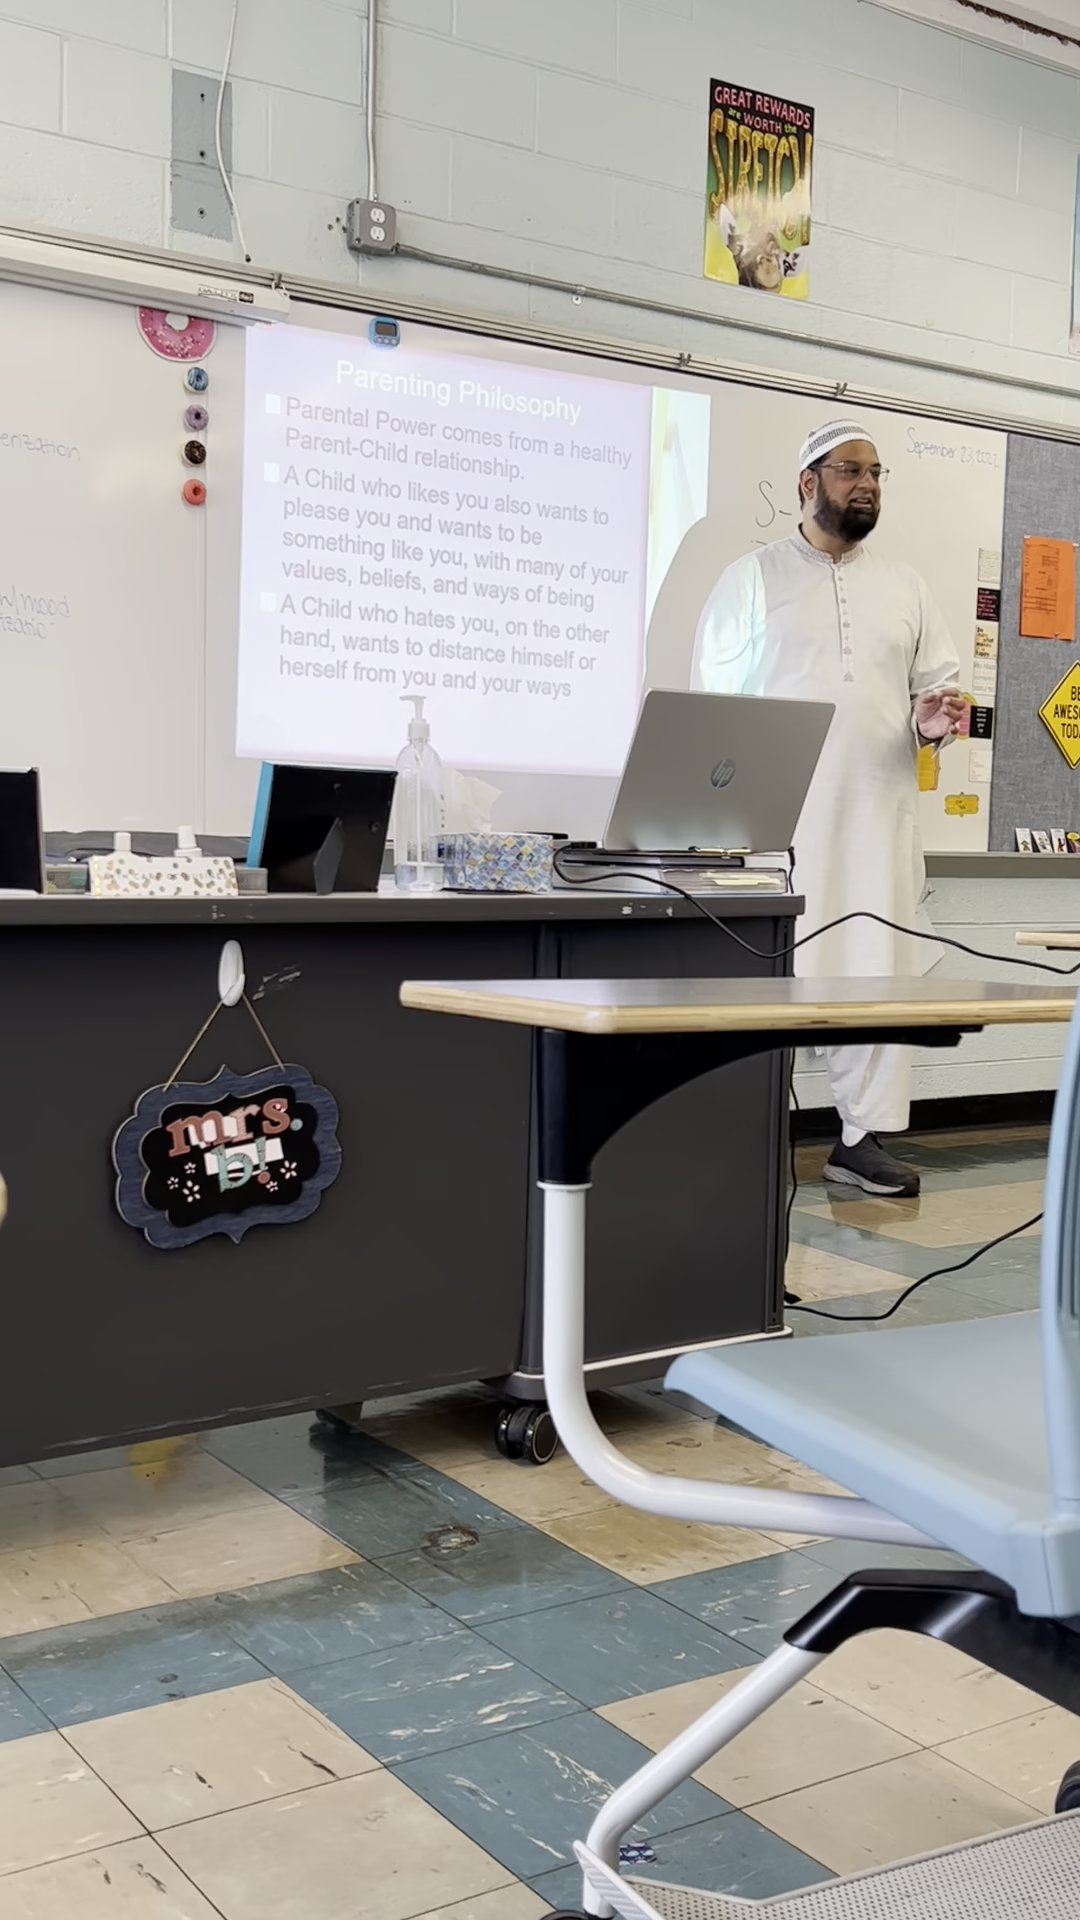 GREAT REWARDS
are WORTH the
STRETCH
Parenting Philosophy
Parental Power comes from a healthy
Parent-Child relationship.
A Child who likes you also wants to
please you and wants to be
something like you, with many of your
values, beliefs, and ways of being
A Child who hates you, on the other
hand, wants to distance himself or
herself from you and your ways
September 23, 2022
S-
hp
BE
AWES
TODA
mrs.
b!